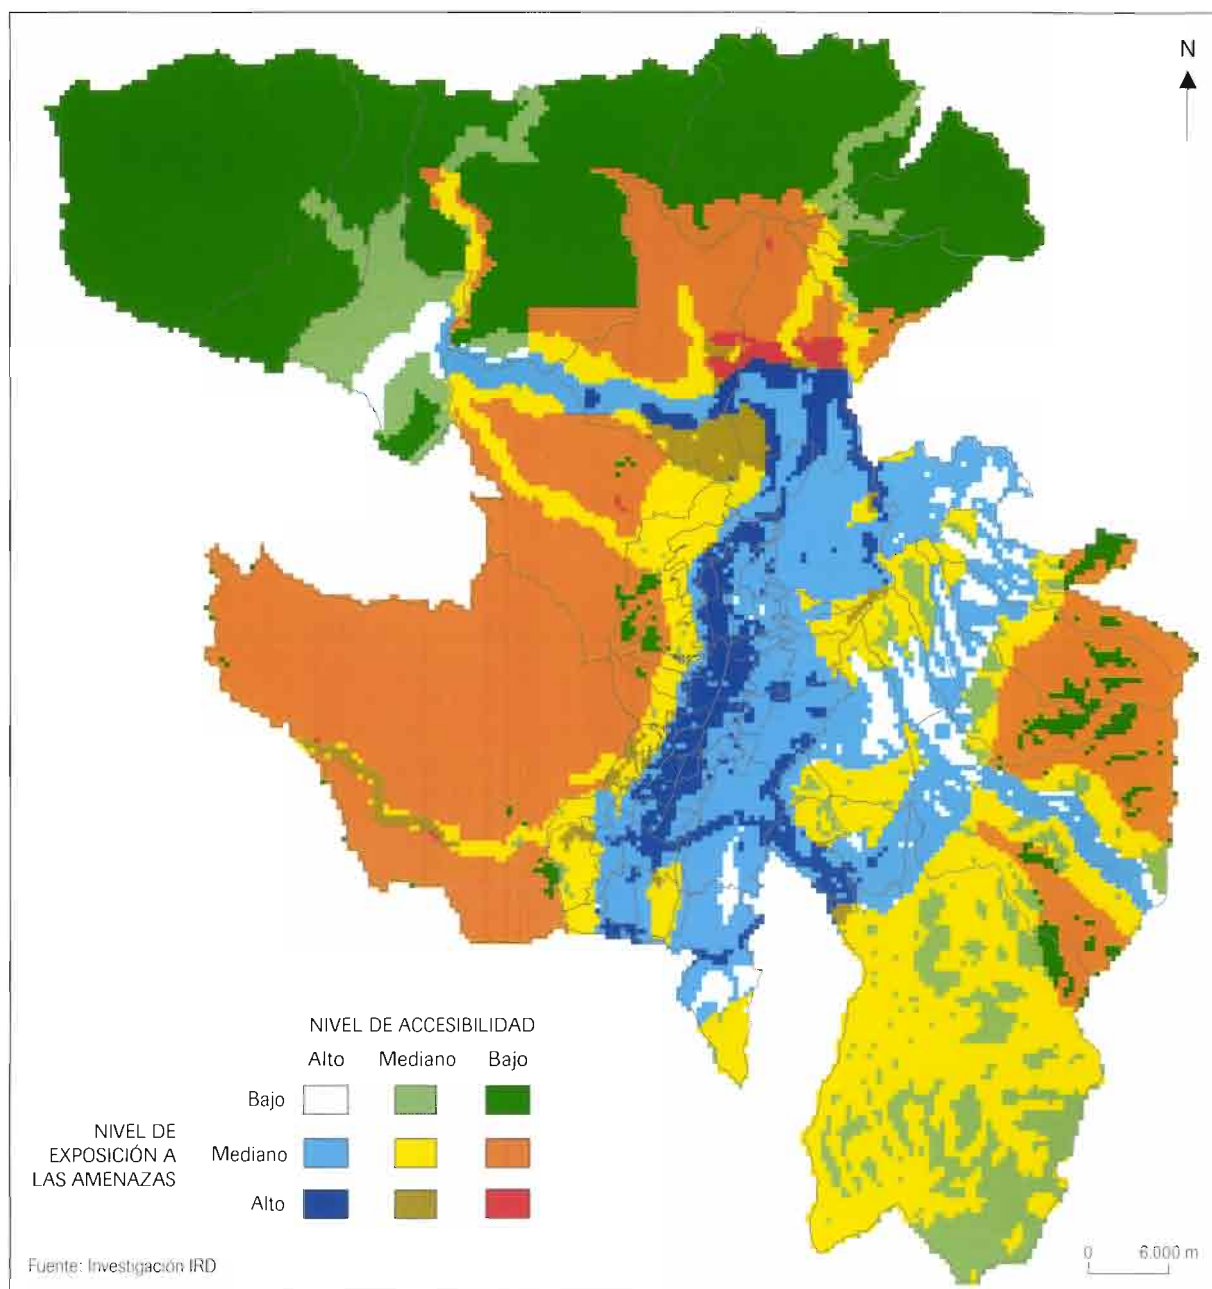 N
NIVEL DE ACCESIBILIDAD
Alto Mediano Bajo
Bajo
NIVEL DE
EXPOSICIÓN A
LAS AMENAZAS
Mediano
Alto
Fuente: Investigación IRD
0 6.000 m